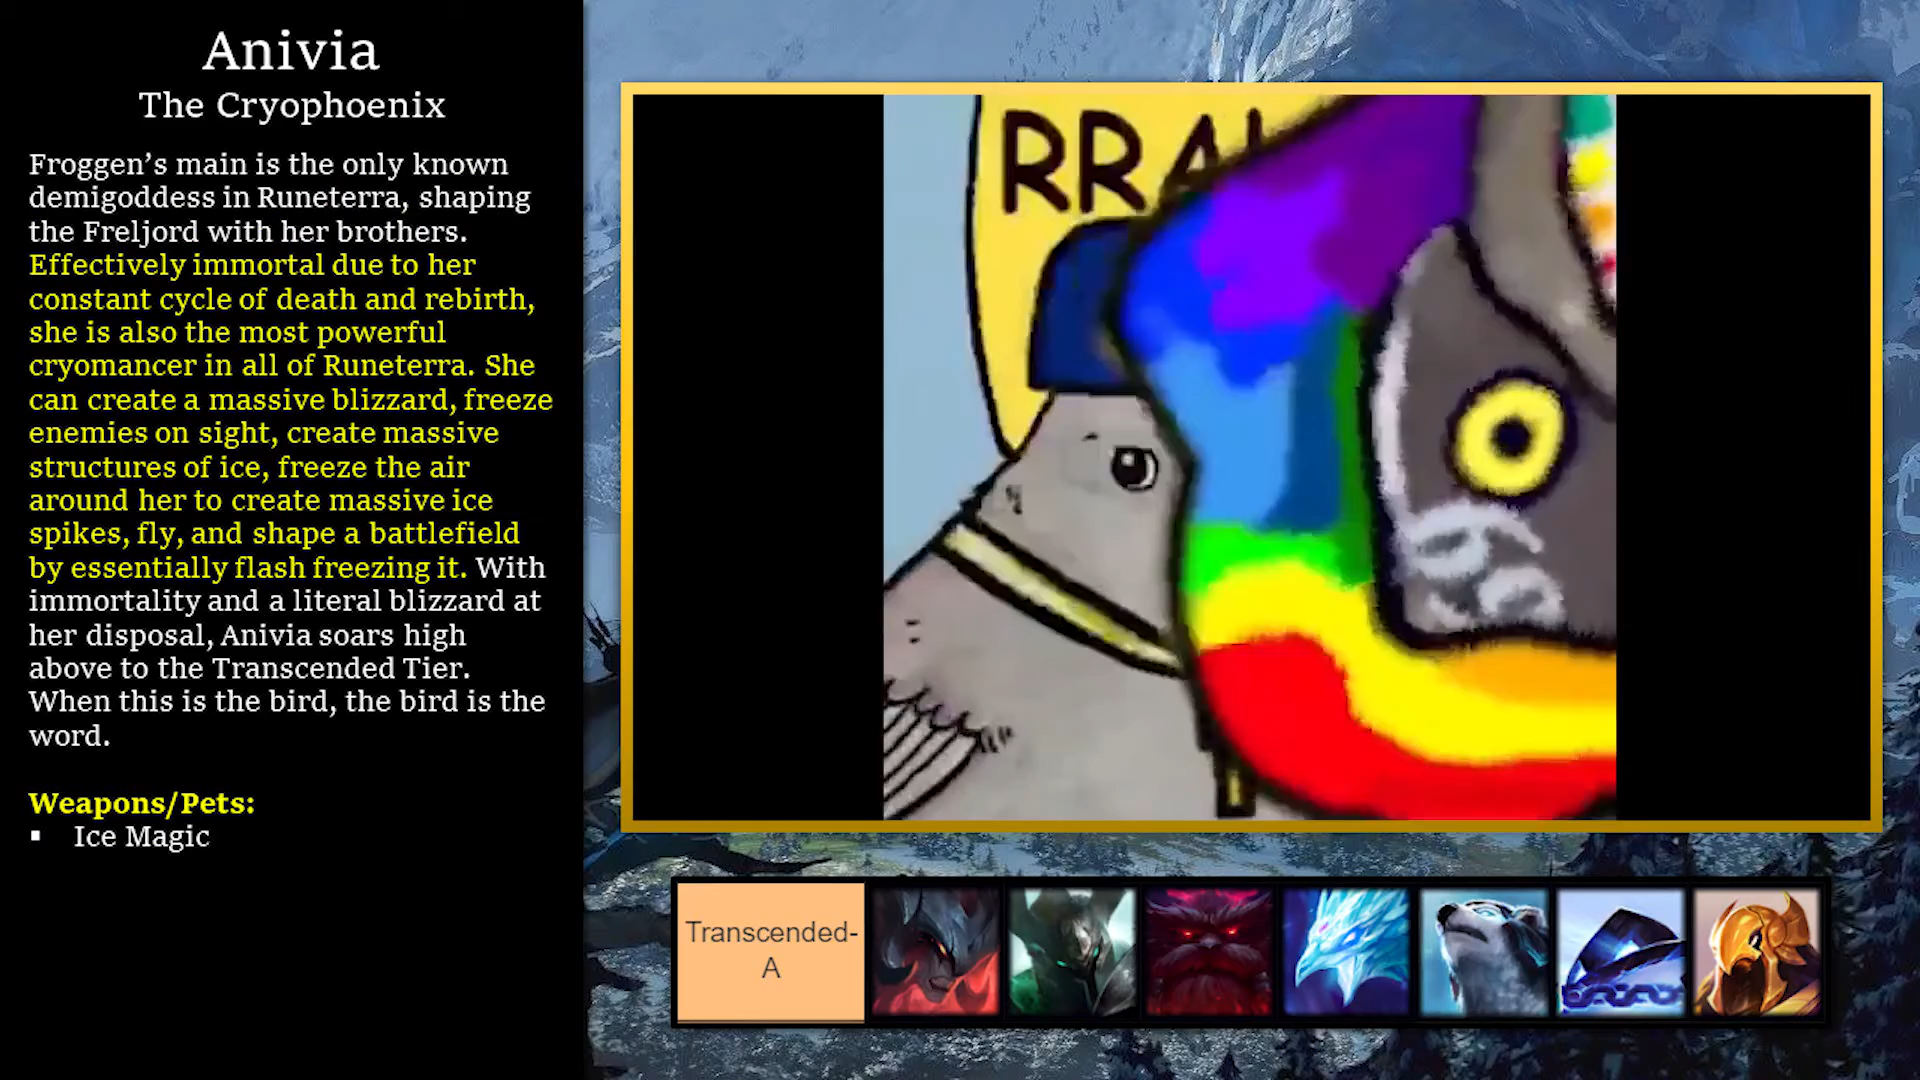 Anivia
The Cryophoenix
Froggen’s main is the only known
demigoddess in Runeterra, shaping
the Freljord with her brothers.
Effectively immortal due to her
constant cycle of death and rebirth,
she is also the most powerful
cryomancer in all of Runeterra. She
can create a massive blizzard, freeze
enemies on sight, create massive
structures of ice, freeze the air
around her to create massive ice
spikes, fly, and shape a battlefield
by essentially flash freezing it. With
immortality and a literal blizzard at
her disposal, Anivia soars high
above to the Transcended Tier.
When this is the bird, the bird is the
word.
Weapons/Pets:
▪ Ice Magic
Transcended-
A